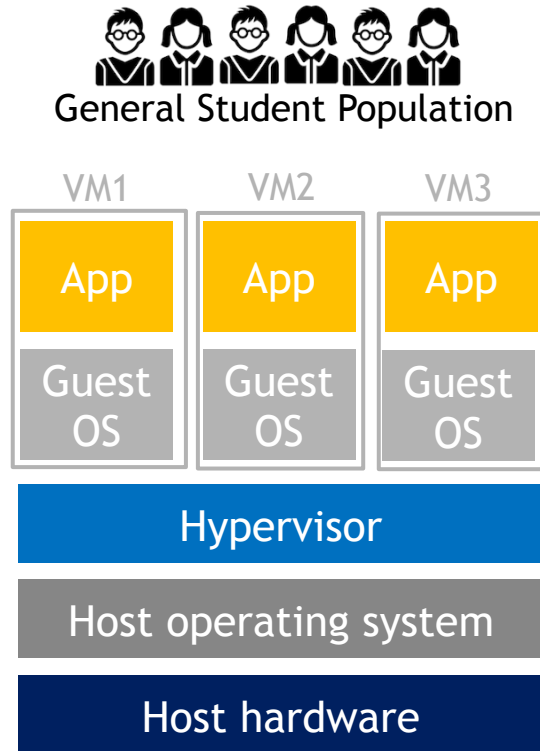 General Student Population
VM1 VM2 VM3
App App App
Guest Guest Guest
OS OS OS
Hypervisor
Host operating system
Host hardware